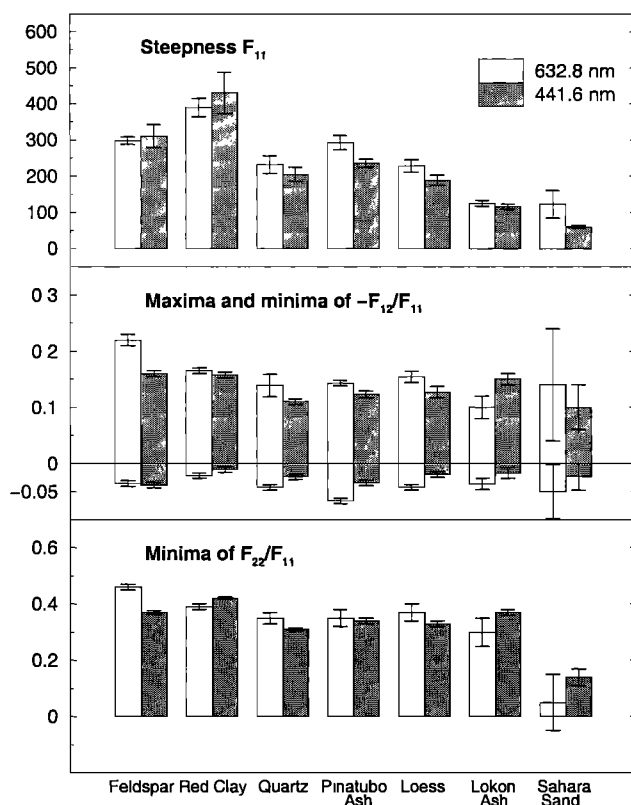 600
500
400
300
200
100
0
Steepness F11
632.8 nm
441.6 nm
0 3
0.2
0.1
0
−0.05
Maxima and minima of −F12/F11
0.6
0.4
0.2
0
Minima of F22/F11
Feldspar Red Clay Quartz Pinatubo Ash Loess Lokon Ash Sahara Sand